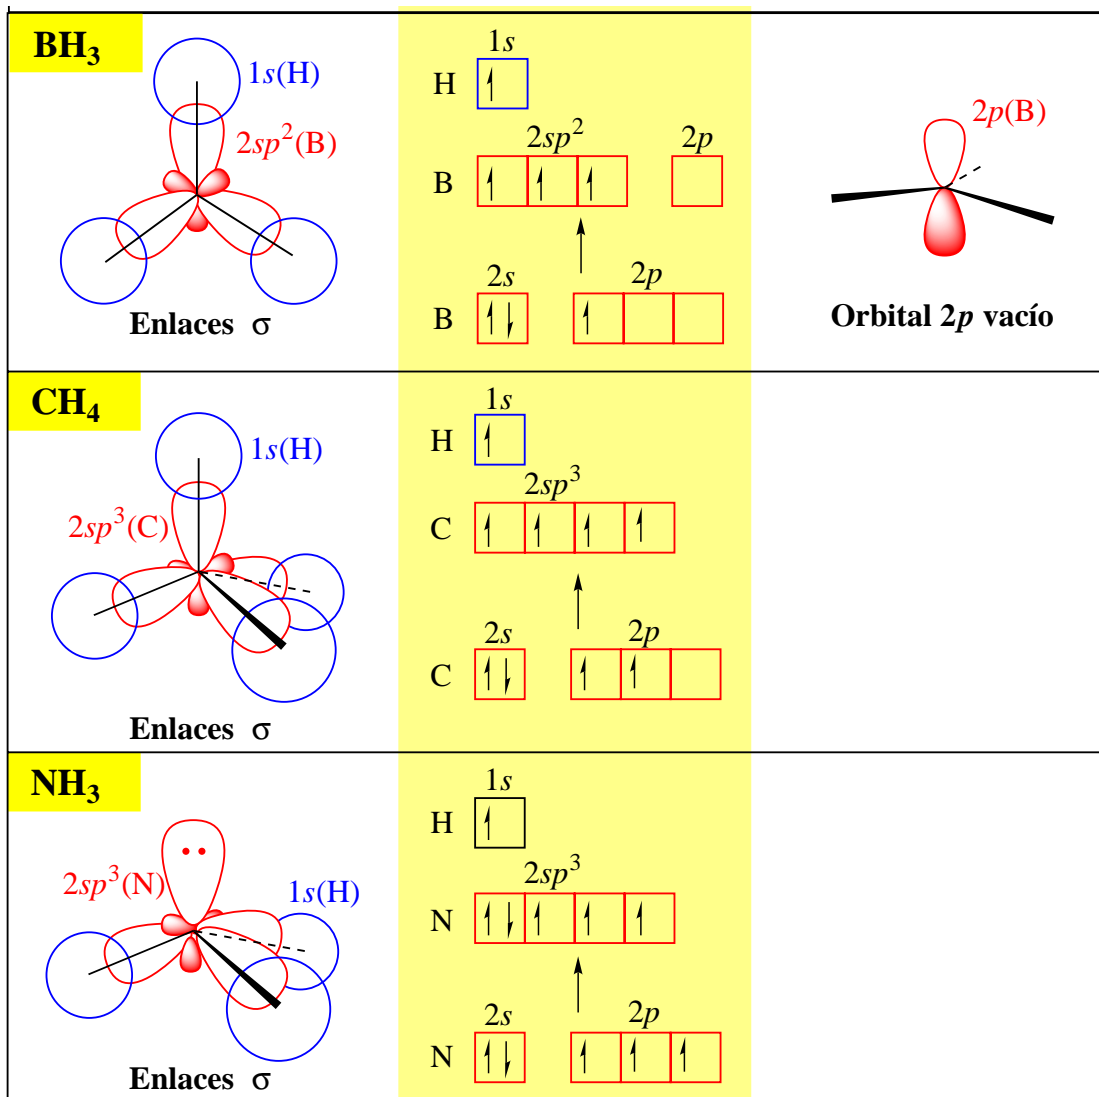 BH₃
1s(H)
2sp²(B)
Enlaces σ
1s
H
2sp² 2p
B
2s 2p
B
2p(B)
Orbital 2p vacío
CH₄
1s(H)
2sp³(C)
Enlaces σ
1s
H
2sp³
C
2s 2p
C
NH₃
2sp³(N)
1s(H)
Enlaces σ
1s
H
2sp³
N
2s 2p
N